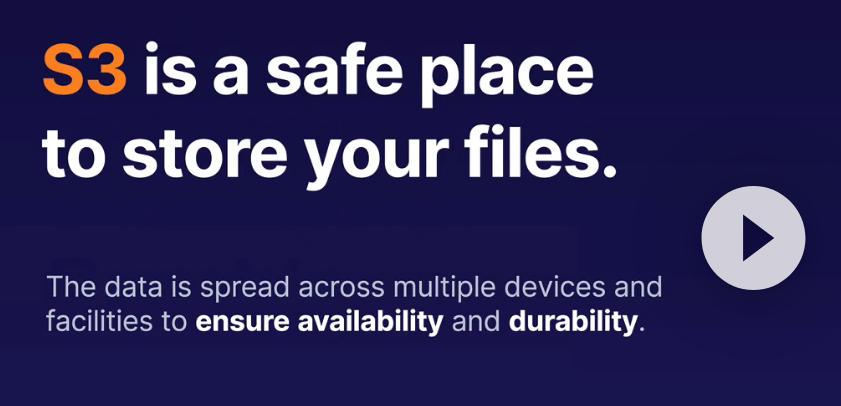 S3 is a safe place
to store your files.
The data is spread across multiple devices and
facilities to ensure availability and durability.